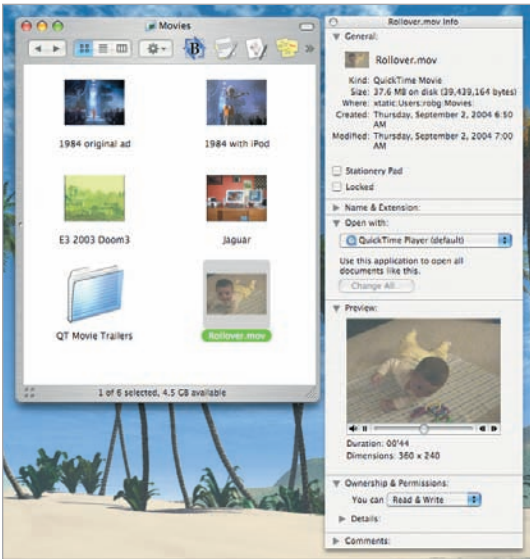 Movies
1984 original ad
1984 with iPod
E3 2003 Doom3
Jaguar
QT Movie Trailers
Rollover.mov
1 of 6 selected, 4.5 GB available
Rollover.mov Info
General:
Rollover.mov
Kind: QuickTime Movie
Size: 37.6 MB on disk (39,439,164 bytes)
Where: xtatic:Users:robg:Movies:
Created: Thursday, September 2, 2004 6:50
AM
Modified: Thursday, September 2, 2004 7:00
AM
Stationery Pad
Locked
Name & Extension:
Open with:
QuickTime Player (default)
Use this application to open all
documents like this.
Change All...
Preview:
Duration: 00'44
Dimensions: 360 x 240
Ownership & Permissions:
You can Read & Write
Details:
Comments: